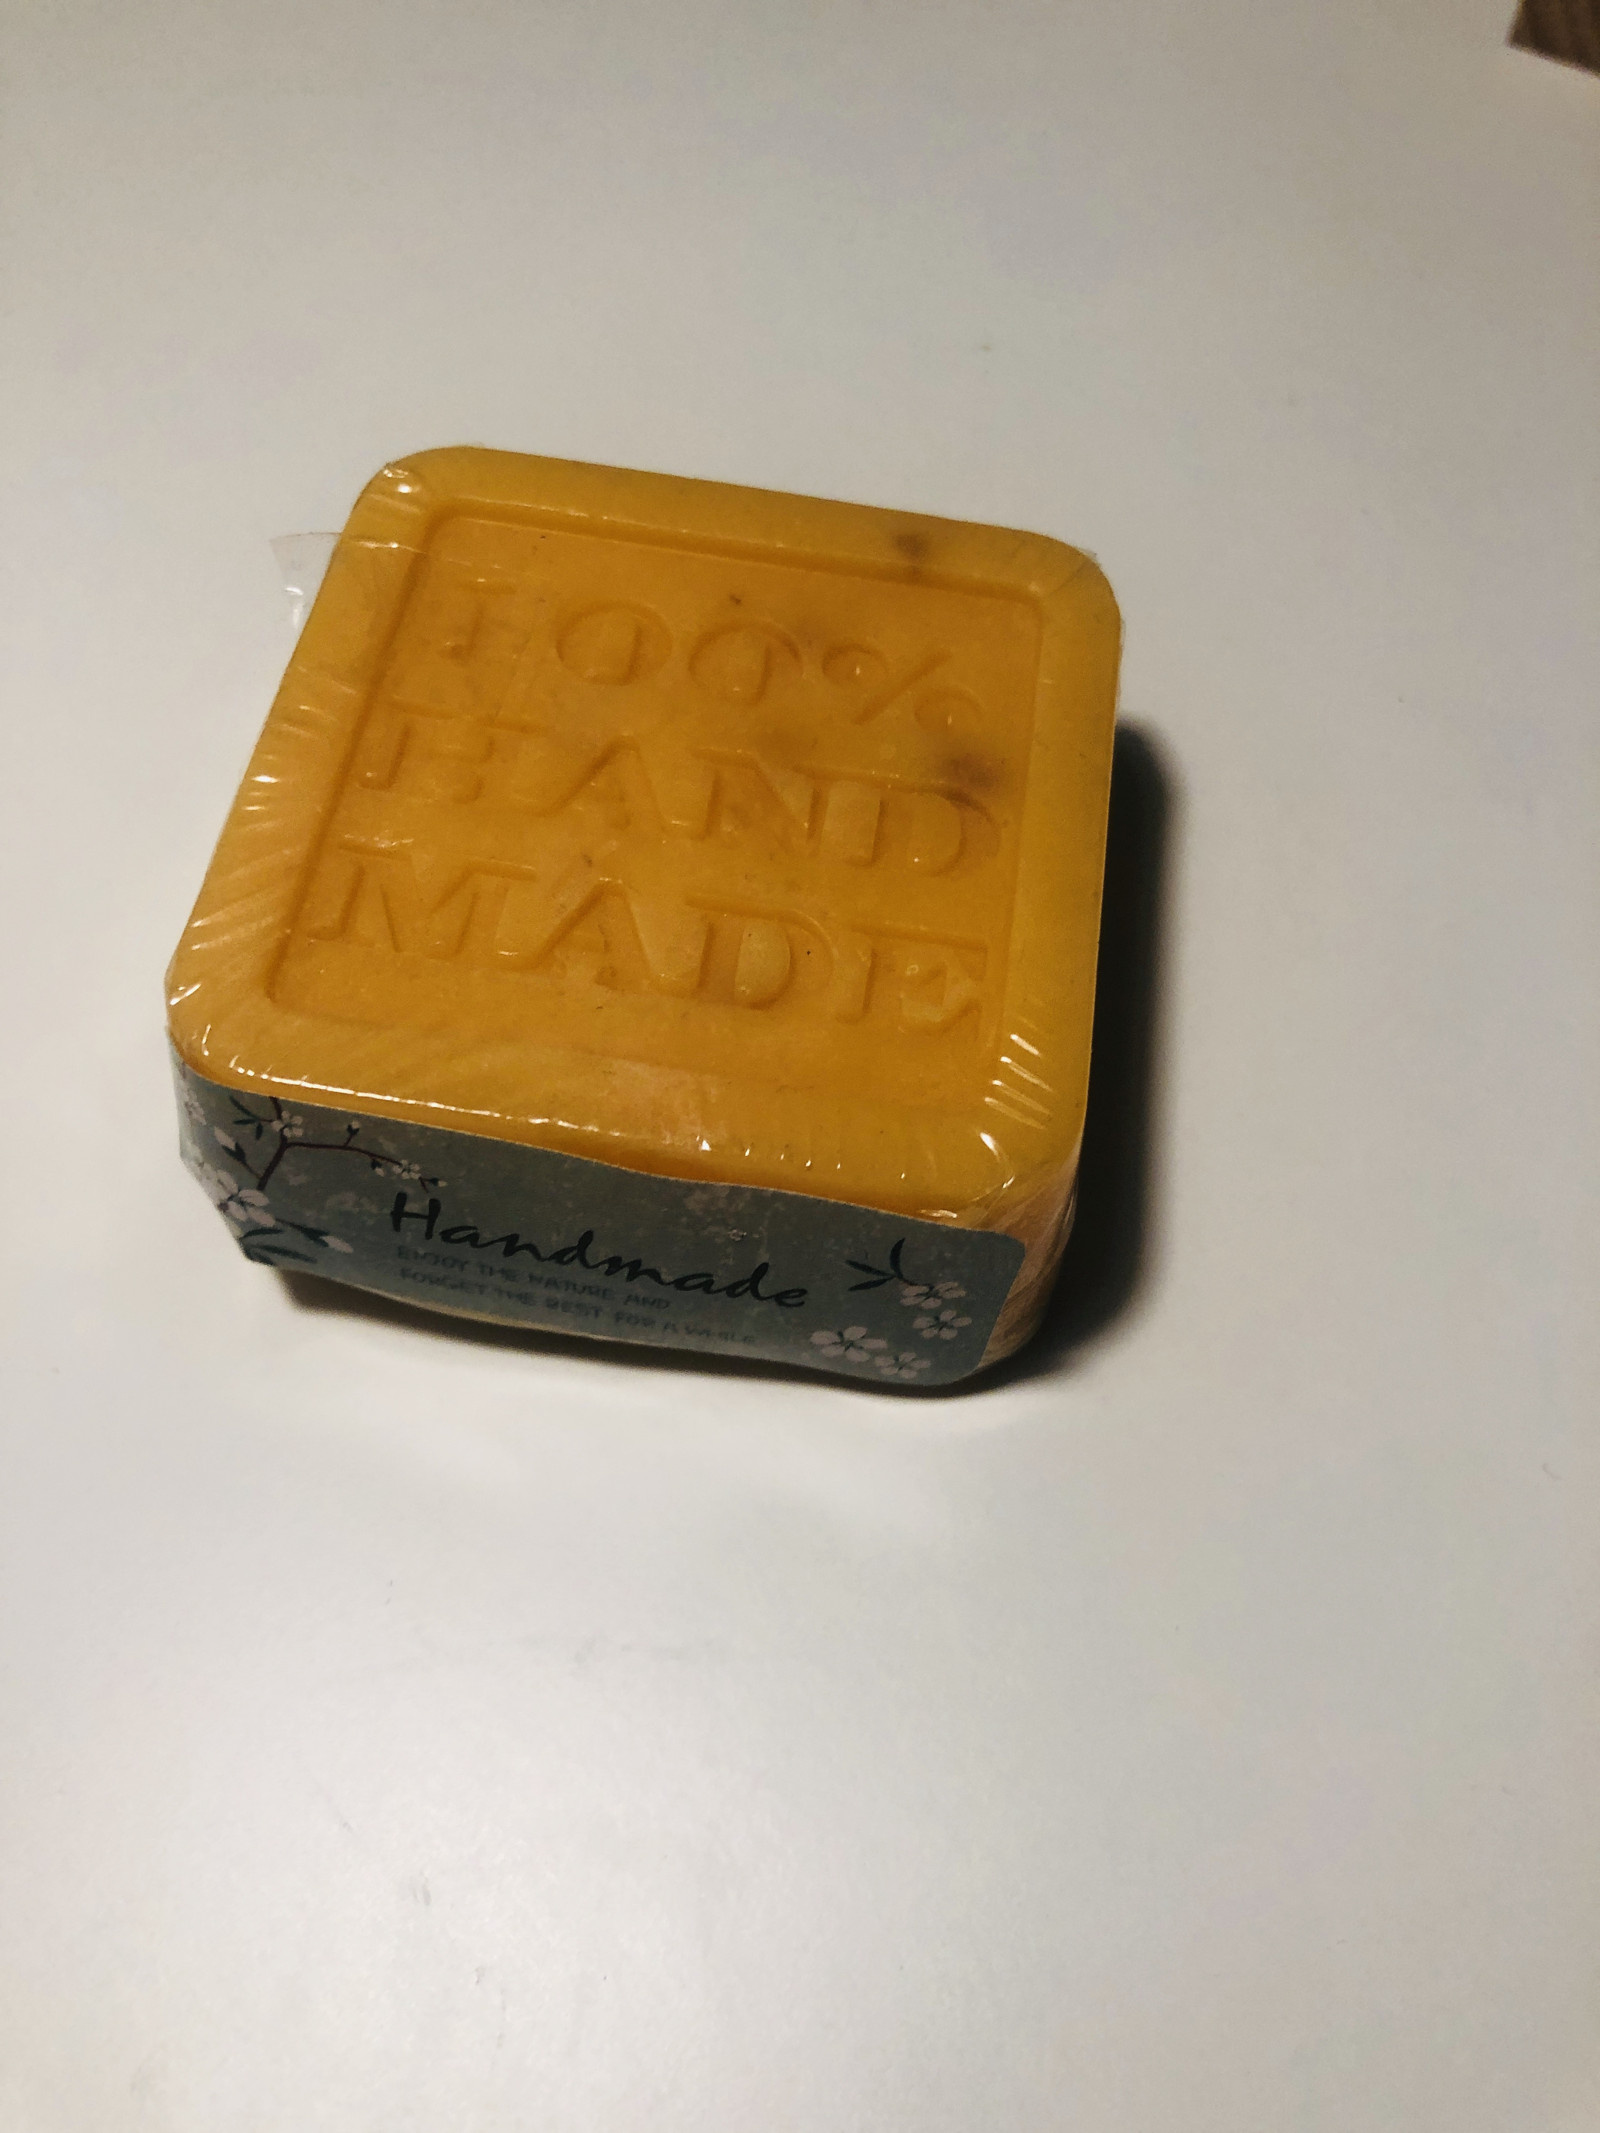 100%
HAND
MADE
Handmade
ENJOY THE NATURE AND
FORGET THE REST FOR A WHILE